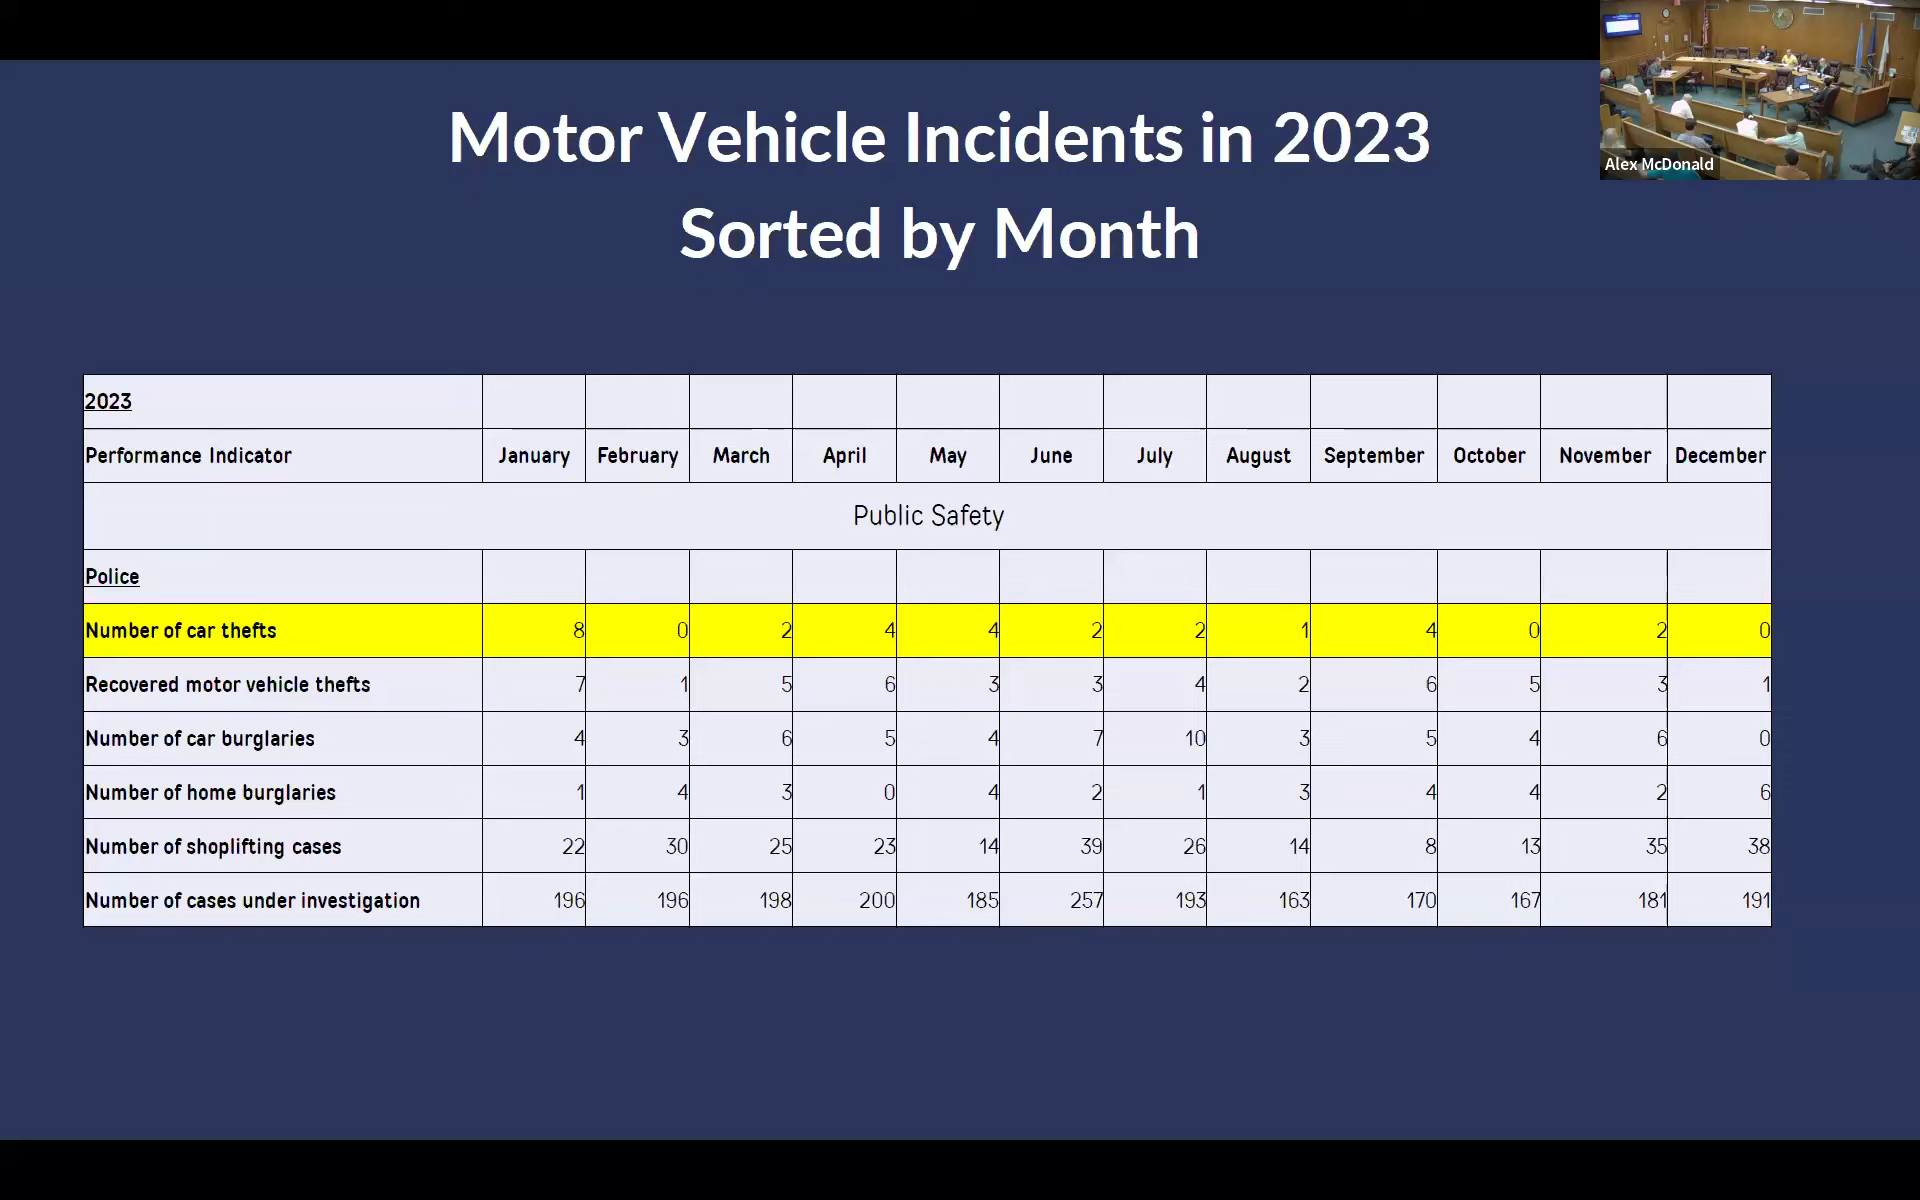 Motor Vehicle Incidents in 2023
Sorted by Month
Alex McDonald
2023
Performance Indicator January February March April May June July August September October November December
Public Safety
Police
Number of car thefts 8 0 2 4 4 2 2 1 4 0 2 0
Recovered motor vehicle thefts 7 1 5 6 3 3 4 2 6 5 3 1
Number of car burglaries 4 3 6 5 4 7 10 3 5 4 6 0
Number of home burglaries 1 4 3 0 4 2 1 3 4 4 2 6
Number of shoplifting cases 22 30 25 23 14 39 26 14 8 13 35 38
Number of cases under investigation 196 196 198 200 185 257 193 163 170 167 181 191